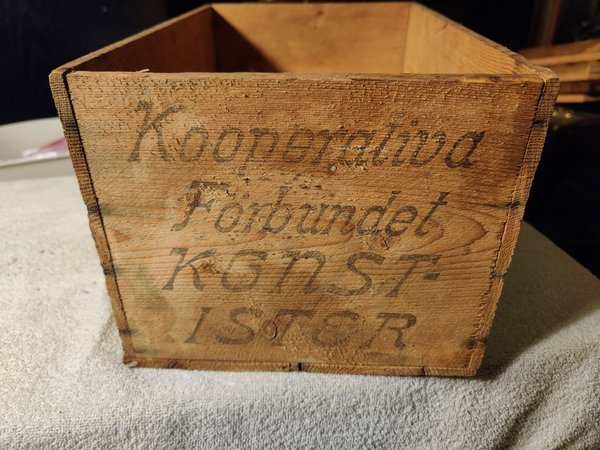 Kooperativa
Förbundet
KONST-
ISTER